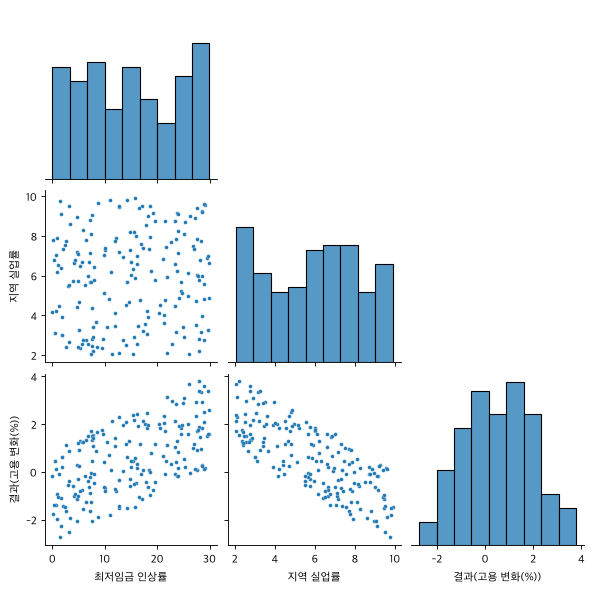 10
8
6
4
2
지역 실업률
4
2
0
−2
결과(고용 변화(%))
0 10 20 30
최저임금 인상률
2 4 6 8 10
지역 실업률
−2 0 2 4
결과(고용 변화(%))